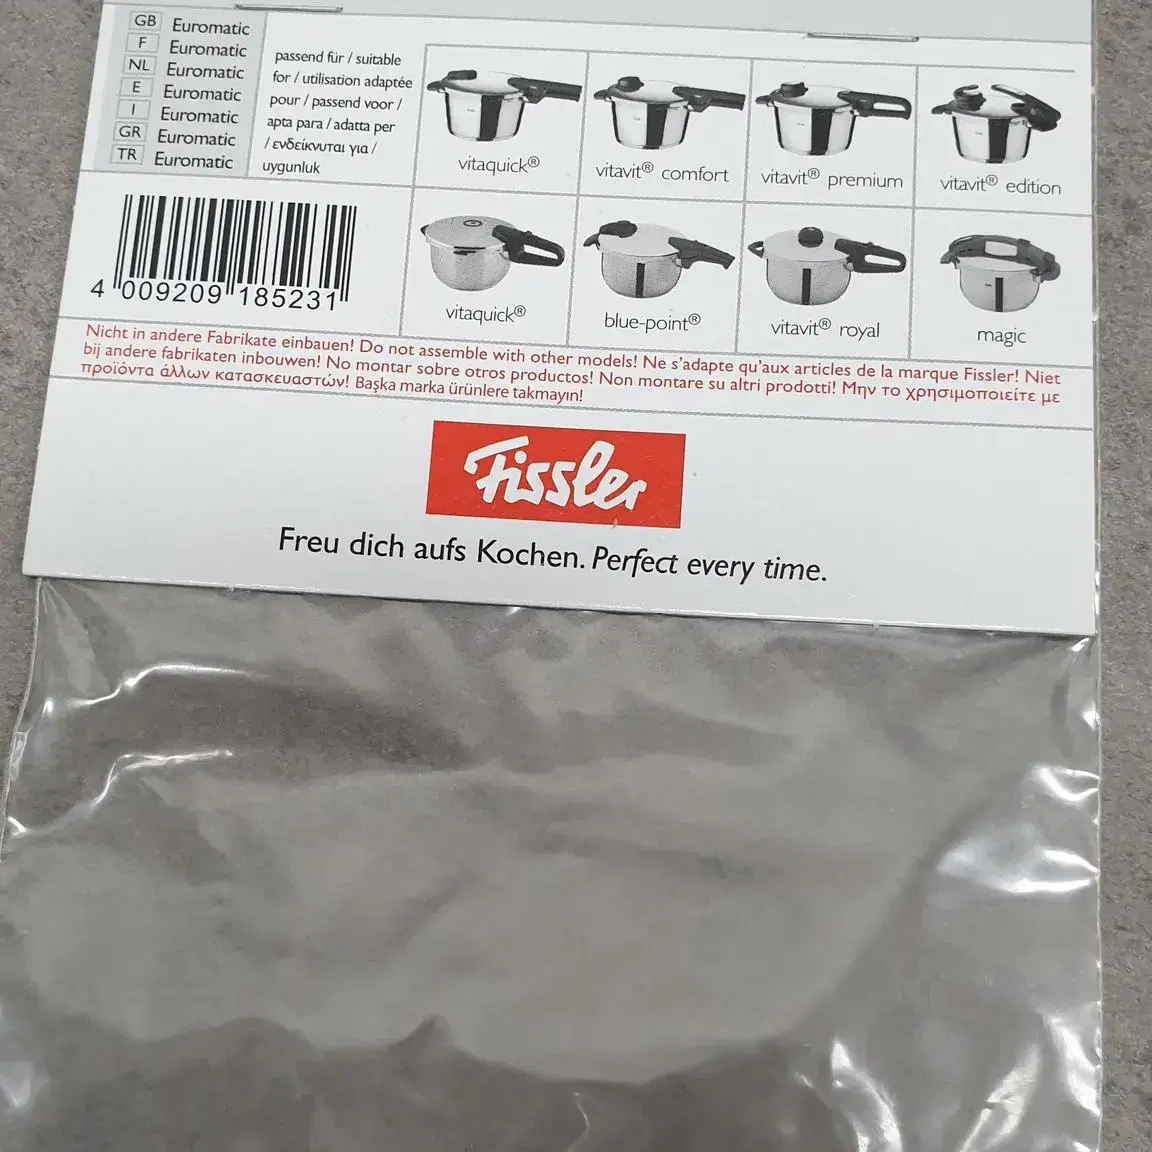 GB Euromatic
F Euromatic
NL Euromatic
E Euromatic
I Euromatic
GR Euromatic
TR Euromatic
passend für / suitable
for / utilisation adaptée
pour / passend voor /
apta para / adatta per
/ ενδείκνυται για /
uygunluk
vitaquick®
vitavit® comfort
vitavit® premium
vitavit® edition
4 009209 185231
vitaquick®
blue-point®
vitavit® royal
magic
Nicht in andere Fabrikate einbauen! Do not assemble with other models! Ne s'adapte qu'aux articles de la marque Fissler! Niet
bij andere fabrikaten inbouwen! No montar sobre otros productos! Non montare su altri prodotti! Μην το χρησιμοποιείτε με
προϊόντα άλλων κατασκευαστών! Başka marka ürünlere takmayın!
Fissler
Freu dich aufs Kochen. Perfect every time.